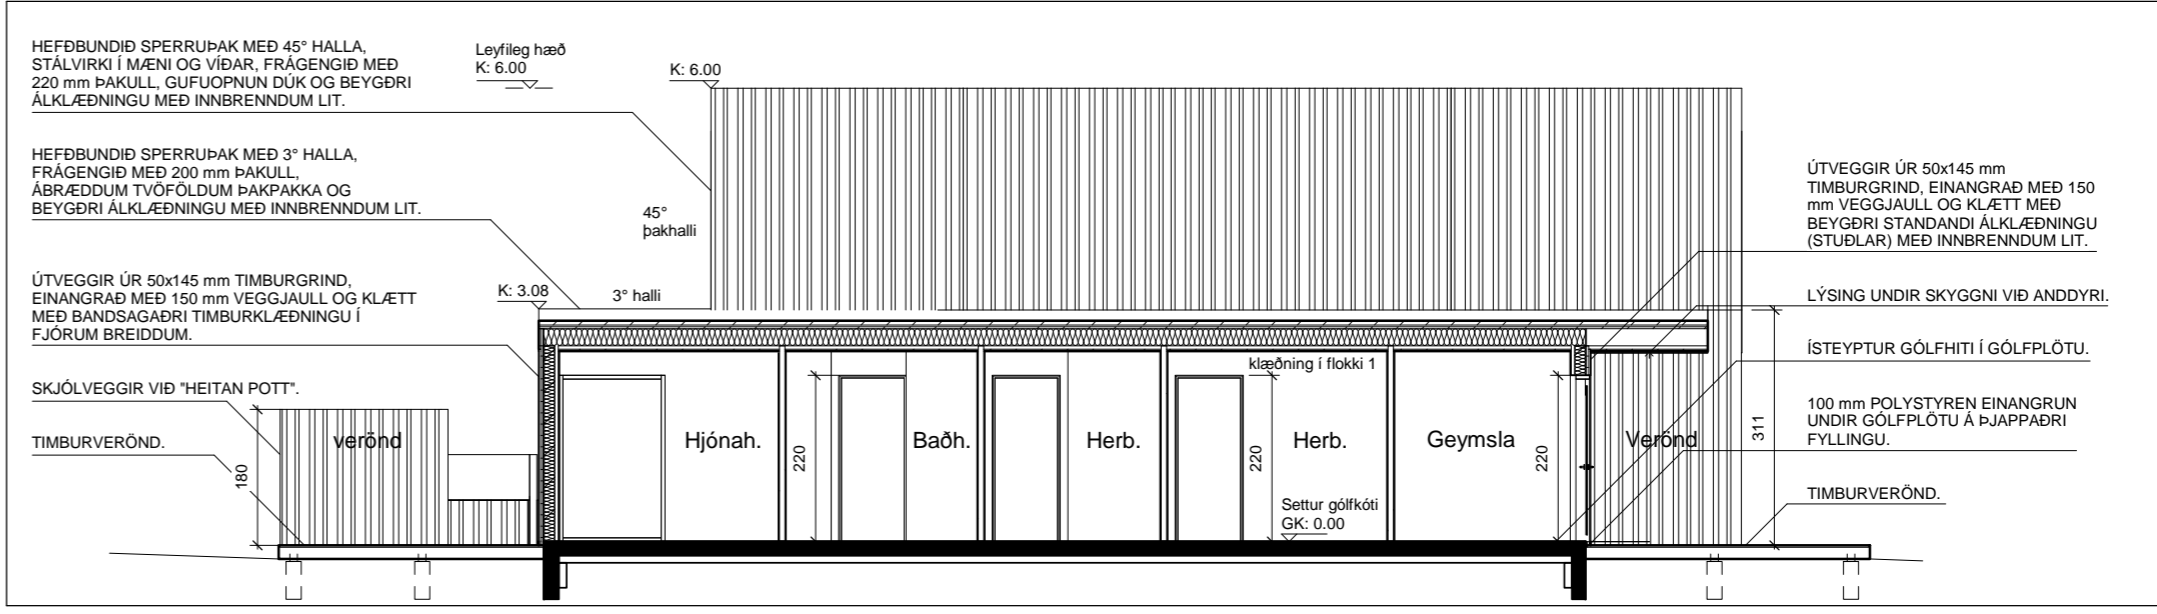 HEFÐBUNDIÐ SPERRUÞAK MEÐ 45° HALLA,
STÁLVIRKI Í MÆNI OG VÍÐAR, FRÁGENGIÐ MEÐ
220 mm ÞAKULL, GUFUOPNUN DÚK OG BEYGÐRI
ÁLKLÆÐNINGU MEÐ INNBRENNDUM LIT.
Leyfileg hæð
K: 6.00
K: 6.00
HEFÐBUNDIÐ SPERRUÞAK MEÐ 3° HALLA,
FRÁGENGIÐ MEÐ 200 mm ÞAKULL,
ÁBRÆDDUM TVÖFÖLDUM ÞAKPAKKA OG
BEYGÐRI ÁLKLÆÐNINGU MEÐ INNBRENNDUM LIT.
45°
þakhalli
ÚTVEGGIR ÚR 50x145 mm TIMBURGRIND,
EINANGRAÐ MEÐ 150 mm VEGGJAULL OG KLÆTT
MEÐ BANDSAGAÐRI TIMBURKLÆÐNINGU Í
FJÓRUM BREIDDUM.
K: 3.08
3° halli
SKJÓLVEGGIR VIÐ "HEITAN POTT".
TIMBURVERÖND.
180
verönd
Hjónah.
220
Baðh.
Herb.
klæðning í flokki 1
220
Herb.
Settur gólfkóti
GK: 0.00
Geymsla
220
Verönd
311
ÚTVEGGIR ÚR 50x145 mm
TIMBURGRIND, EINANGRAÐ MEÐ 150
mm VEGGJAULL OG KLÆTT MEÐ
BEYGÐRI STANDANDI ÁLKLÆÐNINGU
(STUÐLAR) MEÐ INNBRENNDUM LIT.
LÝSING UNDIR SKYGGNI VIÐ ANDDYRI.
ÍSTEYPTUR GÓLFHITI Í GÓLFPLÖTU.
100 mm POLYSTYREN EINANGRUN
UNDIR GÓLFPLÖTU Á ÞJAPPAÐRI
FYLLINGU.
TIMBURVERÖND.